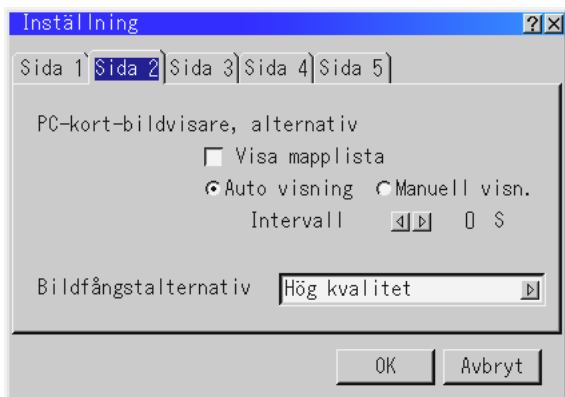 Inställning
Sida 1 Sida 2 Sida 3 Sida 4 Sida 5
PC-kort-bildvisare, alternativ
Visa mapplista
Auto visning Manuell visn.
Intervall 0 S
Bildfångstalternativ Hög kvalitet
OK Avbryt